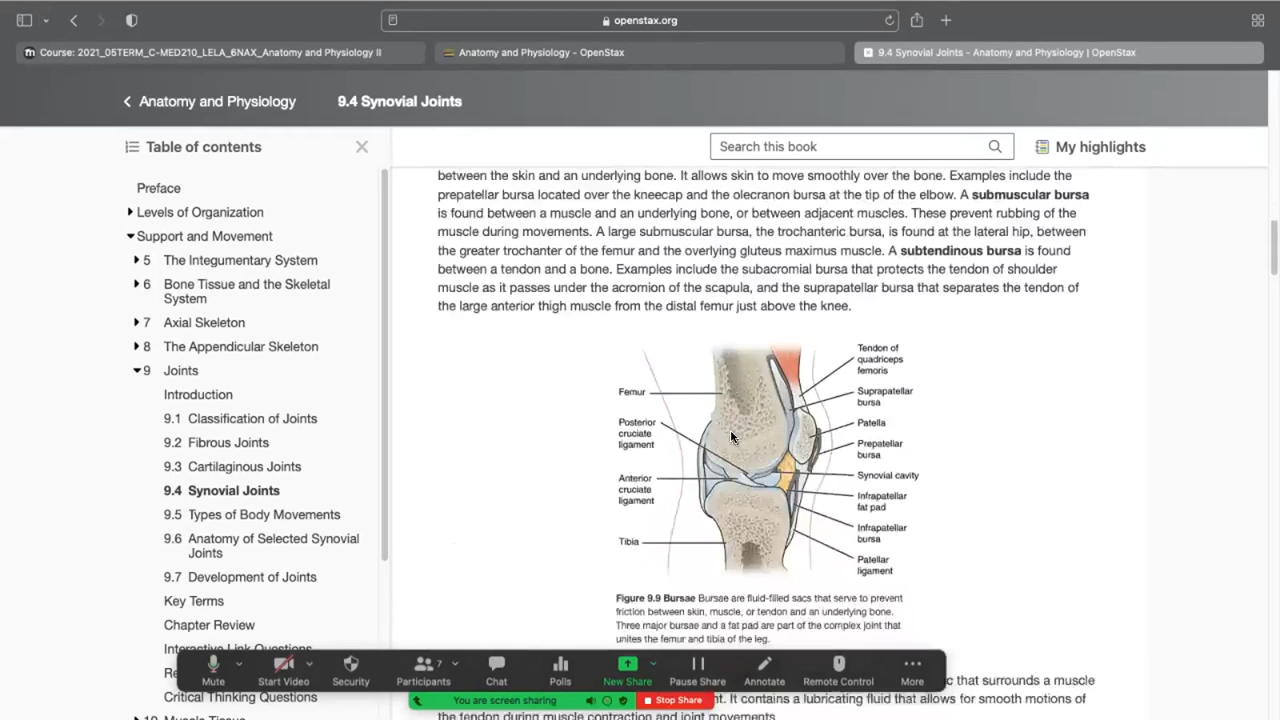 openstax.org
Course: 2021_05TERM_C-MED210_LELA_6NAX_Anatomy and Physiology II
Anatomy and Physiology - OpenStax
9.4 Synovial Joints - Anatomy and Physiology | OpenStax
Anatomy and Physiology
9.4 Synovial Joints
Table of contents
Search this book
My highlights
Preface
Levels of Organization
Support and Movement
5 The Integumentary System
6 Bone Tissue and the Skeletal
System
7 Axial Skeleton
8 The Appendicular Skeleton
9 Joints
Introduction
9.1 Classification of Joints
9.2 Fibrous Joints
9.3 Cartilaginous Joints
9.4 Synovial Joints
9.5 Types of Body Movements
9.6 Anatomy of Selected Synovial
Joints
9.7 Development of Joints
Key Terms
Chapter Review
Interactive Link Questions
Critical Thinking Questions
between the skin and an underlying bone. It allows skin to move smoothly over the bone. Examples include the
prepatellar bursa located over the kneecap and the olecranon bursa at the tip of the elbow. A submuscular bursa
is found between a muscle and an underlying bone, or between adjacent muscles. These prevent rubbing of the
muscle during movements. A large submuscular bursa, the trochanteric bursa, is found at the lateral hip, between
the greater trochanter of the femur and the overlying gluteus maximus muscle. A subtendinous bursa is found
between a tendon and a bone. Examples include the subacromial bursa that protects the tendon of shoulder
muscle as it passes under the acromion of the scapula, and the suprapatellar bursa that separates the tendon of
the large anterior thigh muscle from the distal femur just above the knee.
Femur
Posterior
cruciate
ligament
Anterior
cruciate
ligament
Tibia
Tendon of
quadriceps
femoris
Suprapatellar
bursa
Patella
Prepatellar
bursa
Synovial cavity
Infrapatellar
fat pad
Infrapatellar
bursa
Patellar
ligament
Figure 9.9 Bursae Bursae are fluid-filled sacs that serve to prevent
friction between skin, muscle, or tendon and an underlying bone.
Three major bursae and a fat pad are part of the complex joint that
unites the femur and tibia of the leg.
c that surrounds a muscle
It contains a lubricating fluid that allows for smooth motions of
the tendon during muscle contraction and joint movements.
Mute
Start Video
Security
7
Participants
Chat
Polls
New Share
Pause Share
Annotate
Remote Control
More
You are screen sharing
Stop Share